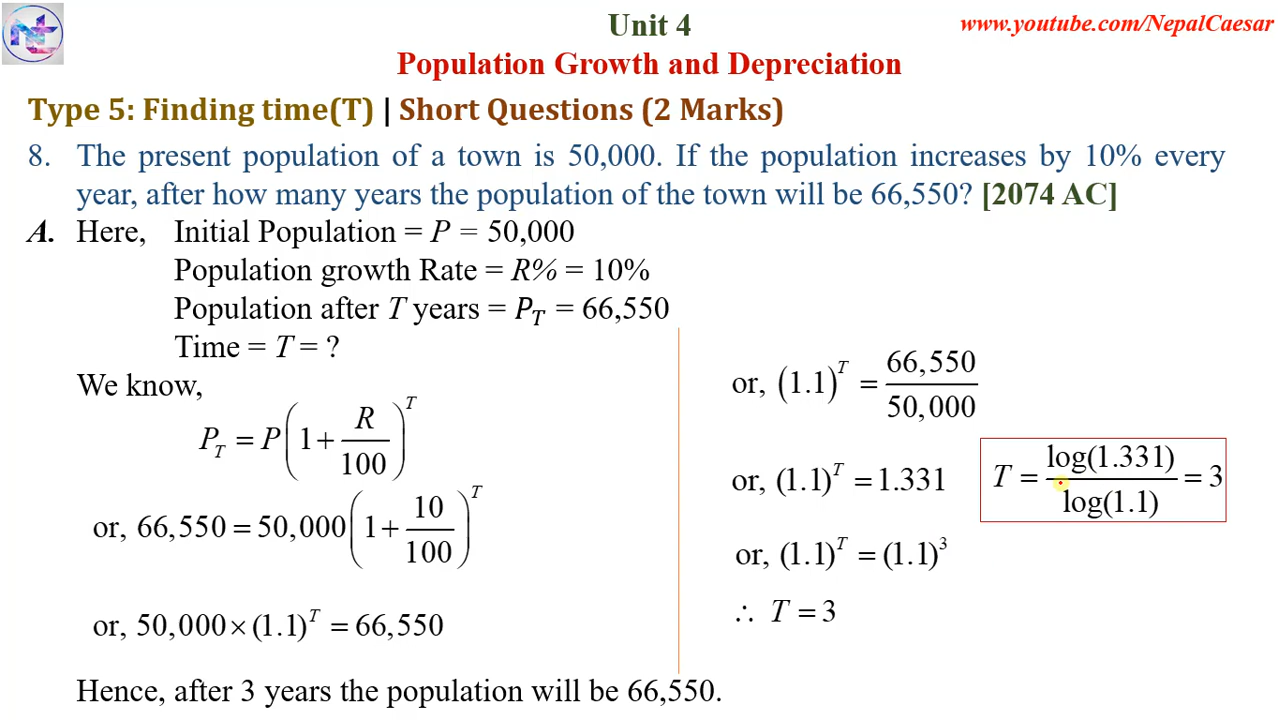 Unit 4
www.youtube.com/NepalCaesar
Population Growth and Depreciation
Type 5: Finding time(T) | Short Questions (2 Marks)
8. The present population of a town is 50,000. If the population increases by 10% every
year, after how many years the population of the town will be 66,550? [2074 AC]
A. Here, Initial Population = P = 50,000
Population growth Rate = R% = 10%
Population after T years = P_T = 66,550
Time = T = ?
We know,
P_T = P(1 + R/100)^T
or, 66,550 = 50,000(1 + 10/100)^T
or, 50,000 × (1.1)^T = 66,550
or, (1.1)^T = 66,550/50,000
or, (1.1)^T = 1.331
T = log(1.331)/log(1.1) = 3
or, (1.1)^T = (1.1)^3
∴ T = 3
Hence, after 3 years the population will be 66,550.